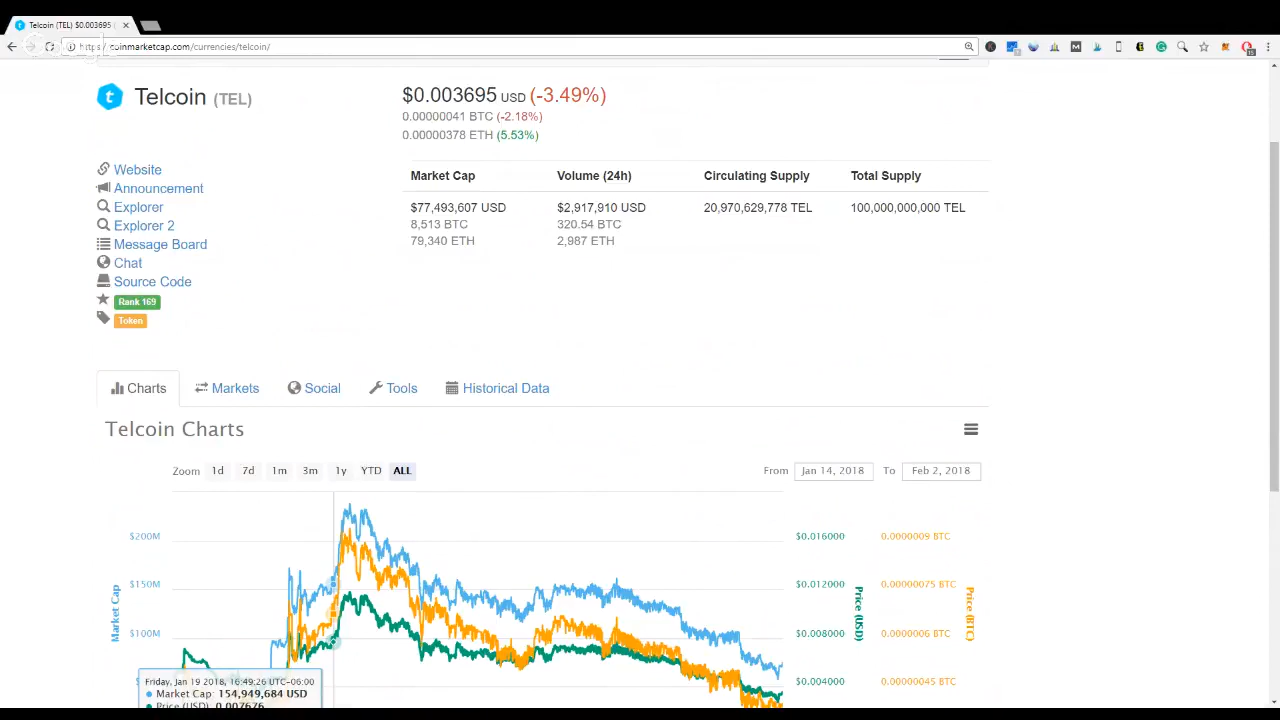 Telcoin (TEL) $0.003695 (
coinmarketcap.com/currencies/telcoin/
15
Telcoin (TEL)
$0.003695 USD (-3.49%)
0.00000041 BTC (-2.18%)
0.00000378 ETH (5.53%)
Website
Announcement
Explorer
Explorer 2
Message Board
Chat
Source Code
Rank 169
Token
Market Cap Volume (24h) Circulating Supply Total Supply
$77,493,607 USD $2,917,910 USD 20,970,629,778 TEL 100,000,000,000 TEL
8,513 BTC 320.54 BTC
79,340 ETH 2,987 ETH
Charts Markets Social Tools Historical Data
Telcoin Charts
Zoom 1d 7d 1m 3m 1y YTD ALL From Jan 14, 2018 To Feb 2, 2018
$200M $0.016000 0.0000009 BTC
$150M $0.012000 0.00000075 BTC
$100M $0.008000 0.0000006 BTC
$0.004000 0.00000045 BTC
Market Cap
Price (USD)
Price (BTC)
Friday, Jan 19 2018, 16:49:26 UTC-06:00
Market Cap: 154,949,684 USD
Price (USD): 0.007676